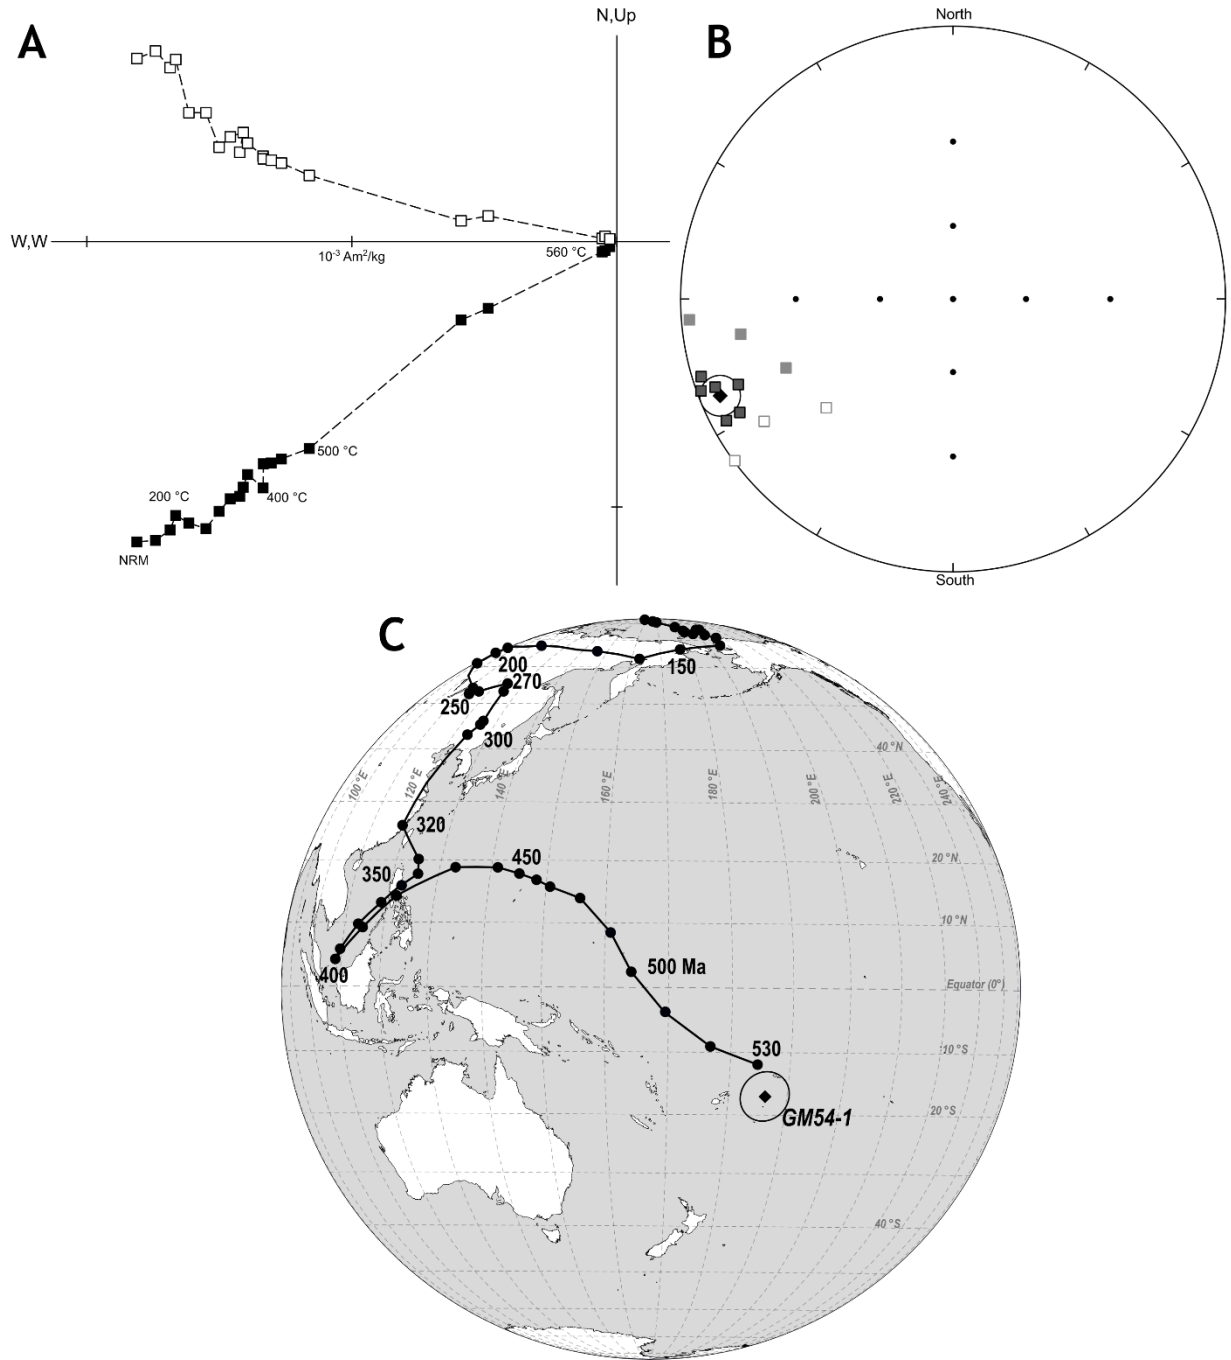 A
N,Up
W,W
10⁻³ Am²/kg
560 °C
500 °C
400 °C
200 °C
NRM
B
North
South
C
200
150
270
250
300
320
350
400
450
500 Ma
530
GM54-1
100 °E
120 °E
140 °E
160 °E
180 °E
200 °E
220 °E
240 °E
40 °N
20 °N
10 °N
Equator (0°)
10 °S
20 °S
40 °S